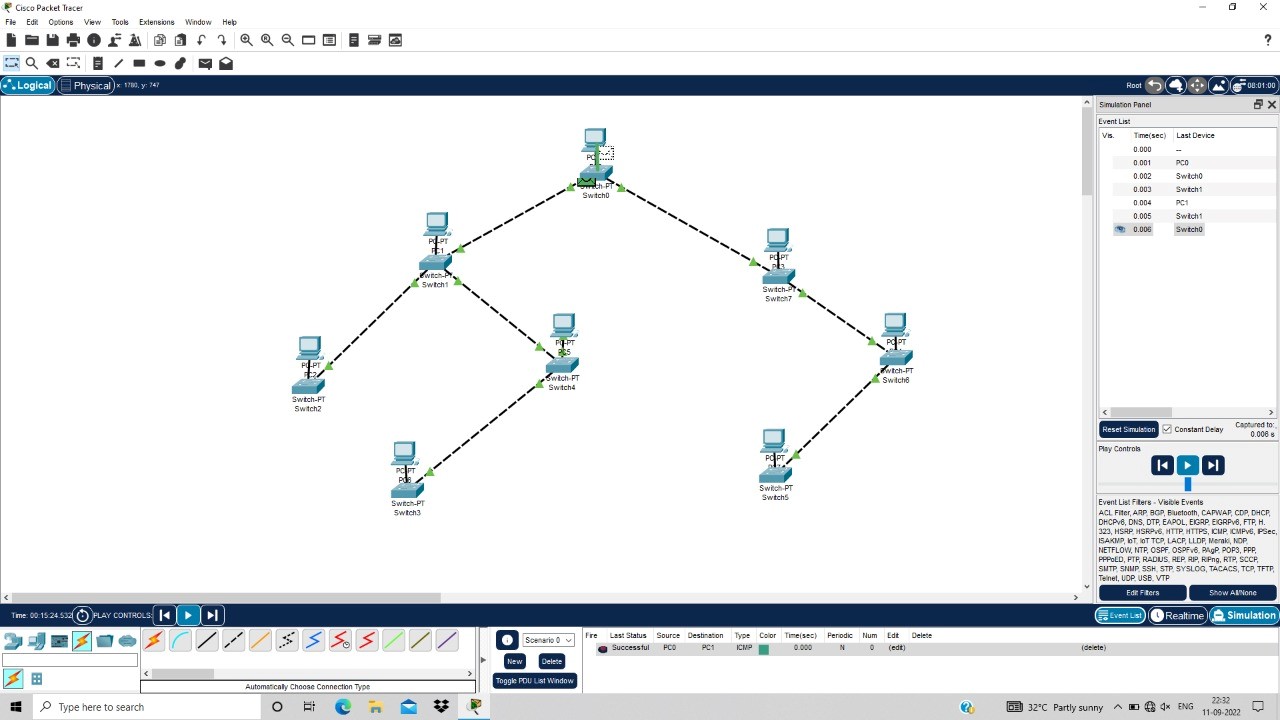 Cisco Packet Tracer
File Edit Options View Tools Extensions Window Help
?
Logical Physical x: 1780, y: 747 Root 08:01:00
Simulation Panel
Event List
Vis. Time(sec) Last Device
0.000 --
0.001 PC0
0.002 Switch0
0.003 Switch1
0.004 PC1
0.005 Switch1
0.006 Switch0
Switch-PT
Switch0
PC-PT
PC1
Switch-PT
Switch1
PC-PT
Switch-PT
Switch7
PC-PT
PC5
Switch-PT
Switch4
Switch-PT
Switch6
PC-PT
PC2
Switch-PT
Switch2
PC-PT
Switch-PT
Switch3
PC-PT
Switch-PT
Switch5
Reset Simulation Constant Delay Captured to:
0.006 s
Play Controls
Event List Filters - Visible Events
ACL Filter, ARP, BGP, Bluetooth, CAPWAP, CDP, DHCP,
DHCPv6, DNS, DTP, EAPOL, EIGRP, EIGRPv6, FTP, H.
323, HSRP, HSRPv6, HTTP, HTTPS, ICMP, ICMPv6, IPSec,
ISAKMP, IoT, IoT TCP, LACP, LLDP, Meraki, NDP,
NETFLOW, NTP, OSPF, OSPFv6, PAgP, POP3, PPP,
PPPoED, PTP, RADIUS, REP, RIP, RIPng, RTP, SCCP,
SMTP, SNMP, SSH, STP, SYSLOG, TACACS, TCP, TFTP,
Telnet, UDP, USB, VTP
Edit Filters Show All/None
Time: 00:15:24.532 PLAY CONTROLS:
Event List Realtime Simulation
Scenario 0
New Delete
Toggle PDU List Window
Fire Last Status Source Destination Type Color Time(sec) Periodic Num Edit Delete
Successful PC0 PC1 ICMP 0.000 N 0 (edit) (delete)
Automatically Choose Connection Type
Type here to search
32°C Partly sunny ENG 22:32
11-09-2022